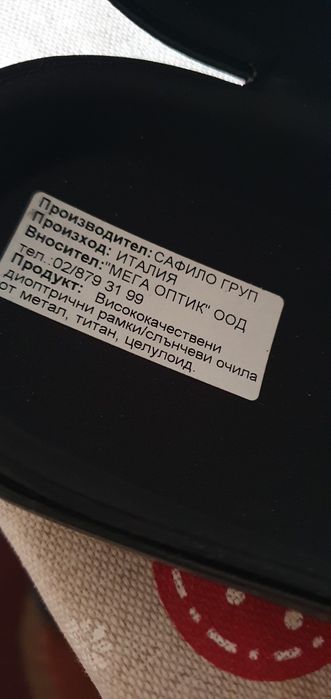 Производител: САФИЛО ГРУП
Произход: ИТАЛИЯ
Вносител: "МЕГА ОПТИК" ООД
тел.:02/879 31 99
Продукт: Висококачествени
диоптрични рамки/слънчеви очила
от метал, титан, целулоид.